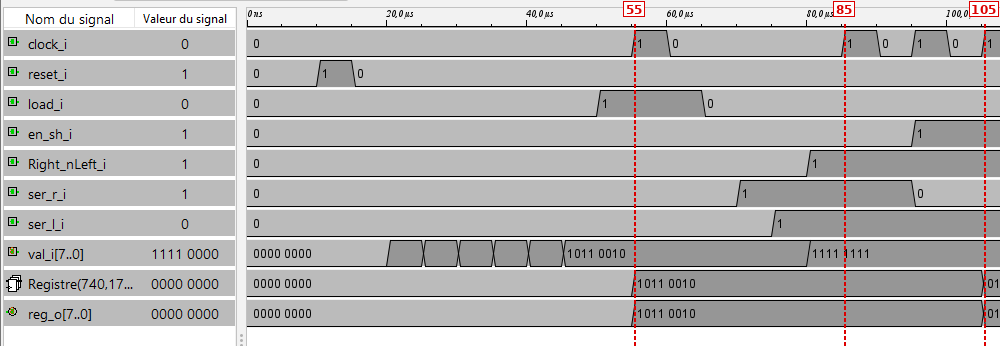 Nom du signal Valeur du signal 0 ns 20,0 µs 40,0 µs 55 60,0 µs 80,0 µs 85 100,0 105
clock_i 0 0 1 0 1 0 1 0 1
reset_i 1 0 1 0
load_i 0 0 1 0
en_sh_i 1 0 1
Right_nLeft_i 1 0 1
ser_r_i 1 0 1 0
ser_l_i 0 0 1
val_i[7..0] 1111 0000 0000 0000 1011 0010 1111 1111
Registre(740,17... 0000 0000 0000 0000 1011 0010 01
reg_o[7..0] 0000 0000 0000 0000 1011 0010 01